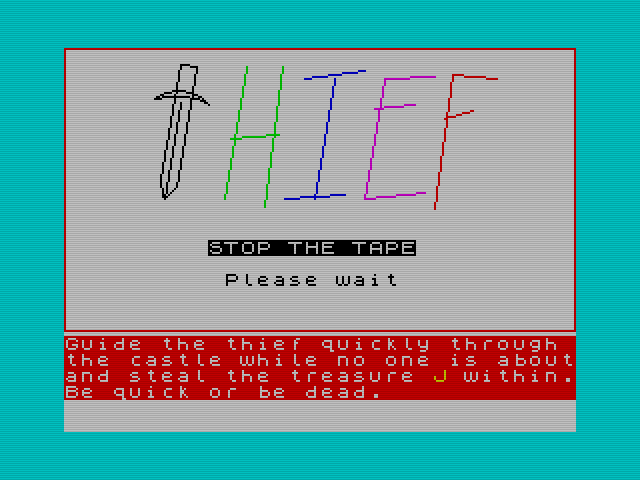 tHIEF
STOP THE TAPE
Please wait
Guide the thief quickly through
the castle while no one is about
and steal the treasure J within.
Be quick or be dead.